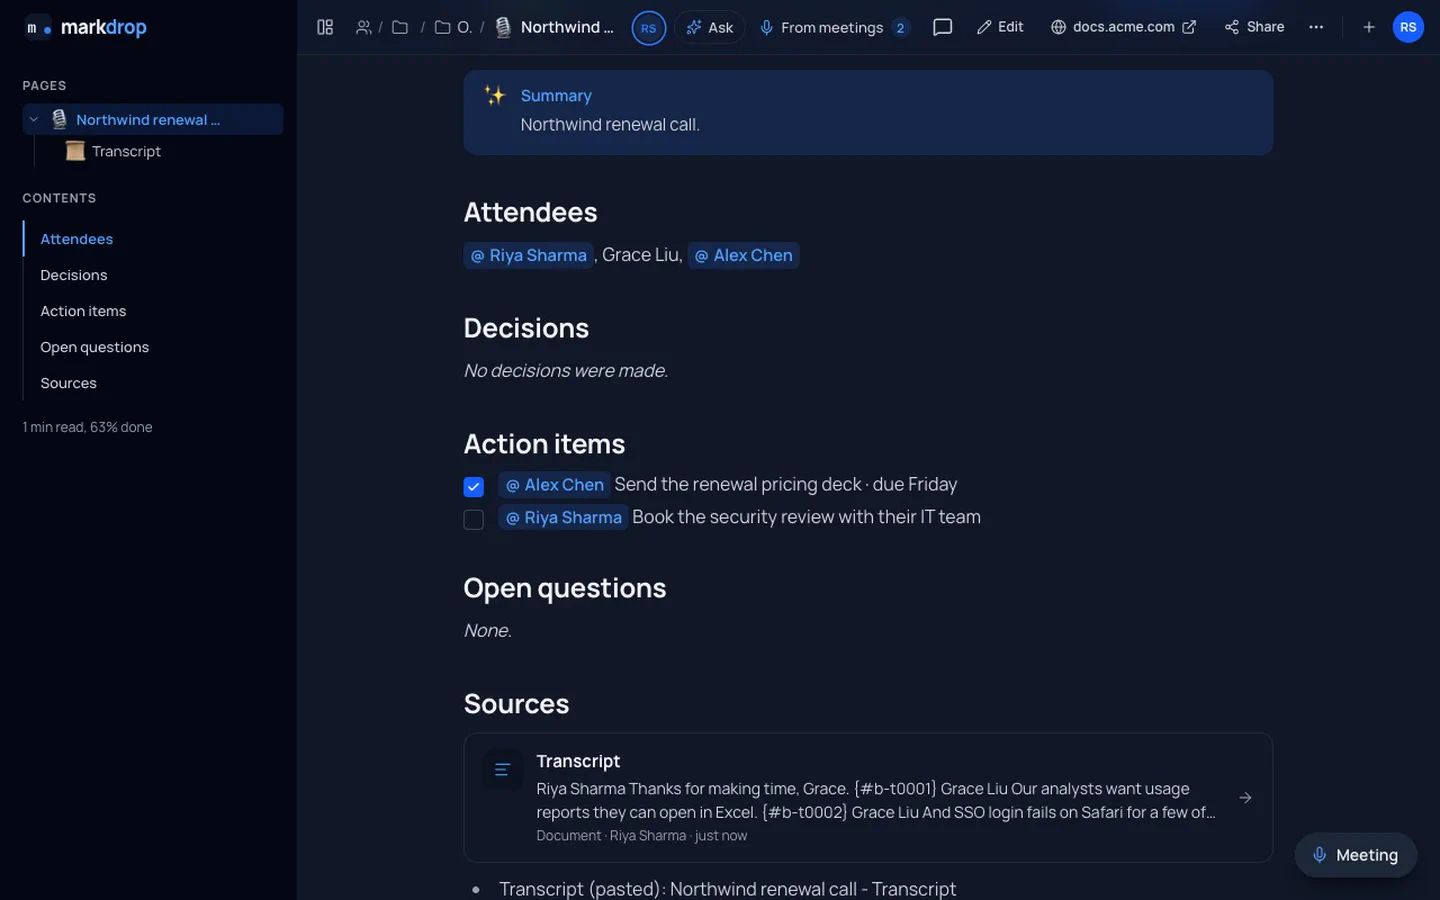 markdrop
O. / Northwind ... RS Ask From meetings 2 Edit docs.acme.com Share + RS
PAGES
Northwind renewal ...
Transcript
CONTENTS
Attendees
Decisions
Action items
Open questions
Sources
1 min read, 63% done
Summary
Northwind renewal call.
Attendees
@ Riya Sharma, Grace Liu, @ Alex Chen
Decisions
No decisions were made.
Action items
@ Alex Chen Send the renewal pricing deck · due Friday
@ Riya Sharma Book the security review with their IT team
Open questions
None.
Sources
Transcript
Riya Sharma Thanks for making time, Grace. {#b-t0001} Grace Liu Our analysts want usage
reports they can open in Excel. {#b-t0002} Grace Liu And SSO login fails on Safari for a few of...
Document · Riya Sharma · just now
Meeting
Transcript (pasted): Northwind renewal call - Transcript